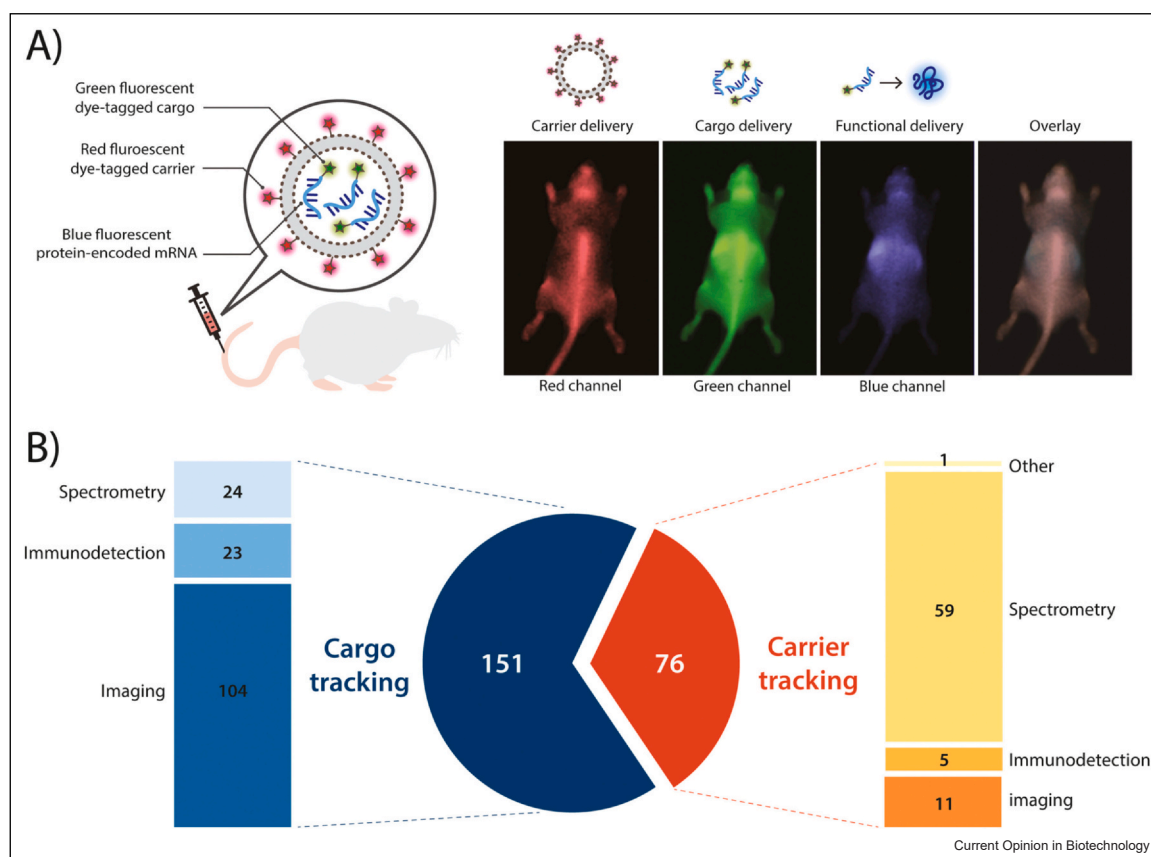 A)
Green fluorescent
dye-tagged cargo
Red fluroescent
dye-tagged carrier
Blue fluorescent
protein-encoded mRNA
Carrier delivery
Cargo delivery
Functional delivery
Overlay
Red channel
Green channel
Blue channel
B)
Spectrometry
24
Immunodetection
23
Imaging
104
Cargo
tracking
151
76
Carrier
tracking
1
Other
59
Spectrometry
5
Immunodetection
11
imaging
Current Opinion in Biotechnology